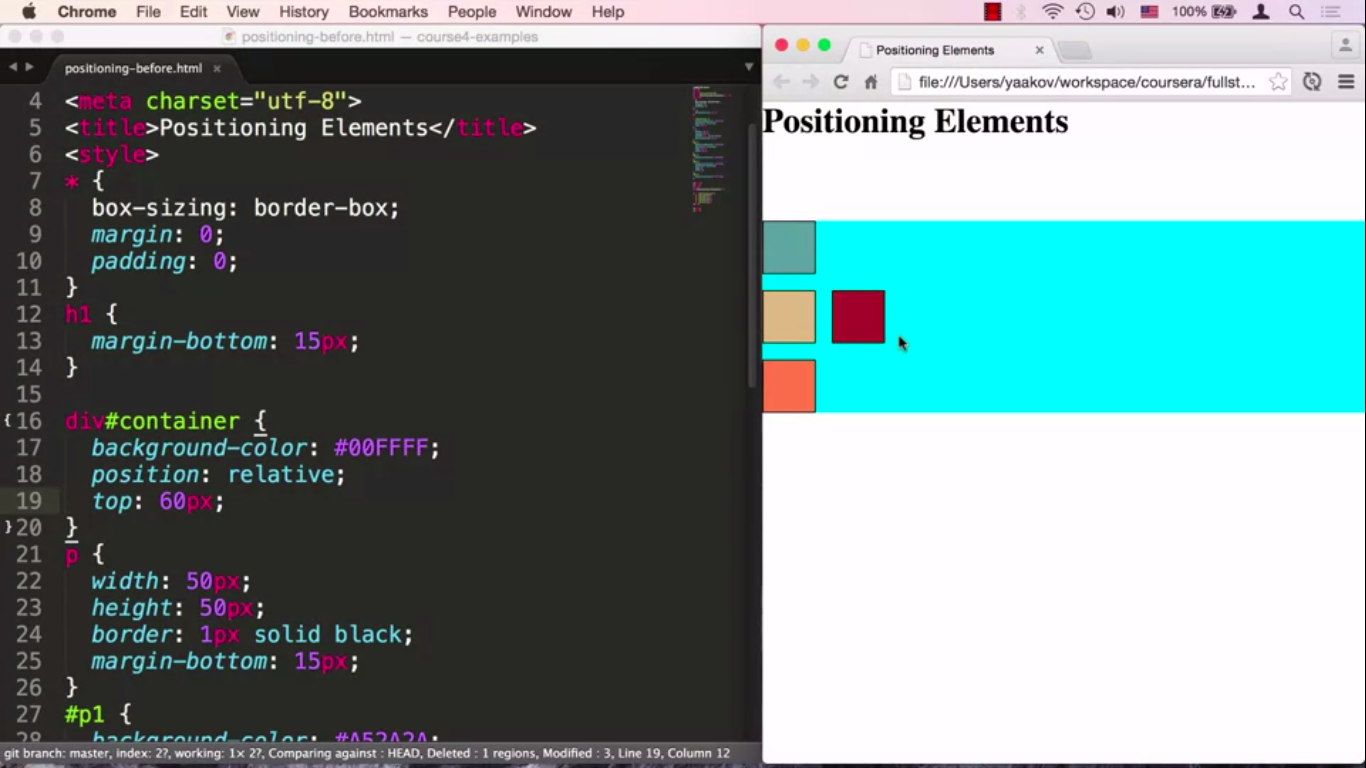 Chrome File Edit View History Bookmarks People Window Help 100%
positioning-before.html — course4-examples
positioning-before.html ×
4 <meta charset="utf-8">
5 <title>Positioning Elements</title>
6 <style>
7 * {
8 box-sizing: border-box;
9 margin: 0;
10 padding: 0;
11 }
12 h1 {
13 margin-bottom: 15px;
14 }
15
16 div#container {
17 background-color: #00FFFF;
18 position: relative;
19 top: 60px;
20 }
21 p {
22 width: 50px;
23 height: 50px;
24 border: 1px solid black;
25 margin-bottom: 15px;
26 }
27 #p1 {
28 background-color: #A52A2A;
git branch: master, index: 2?, working: 1× 2?, Comparing against : HEAD, Deleted : 1 regions, Modified : 3, Line 19, Column 12
Positioning Elements ×
file:///Users/yaakov/workspace/coursera/fullst...
Positioning Elements